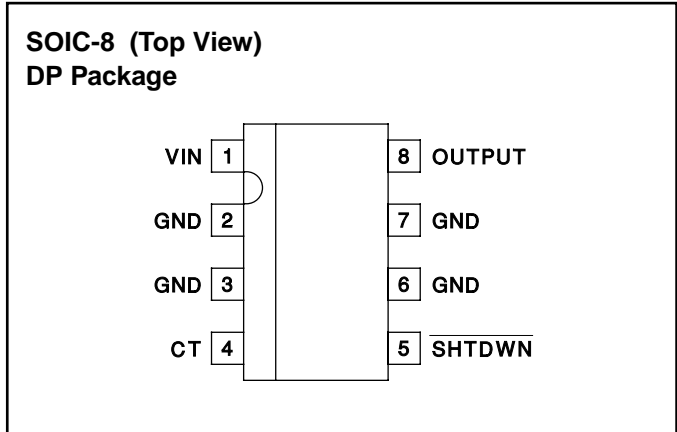 SOIC-8 (Top View)
DP Package
VIN 1 8 OUTPUT
GND 2 7 GND
GND 3 6 GND
CT 4 5 SHTDWN